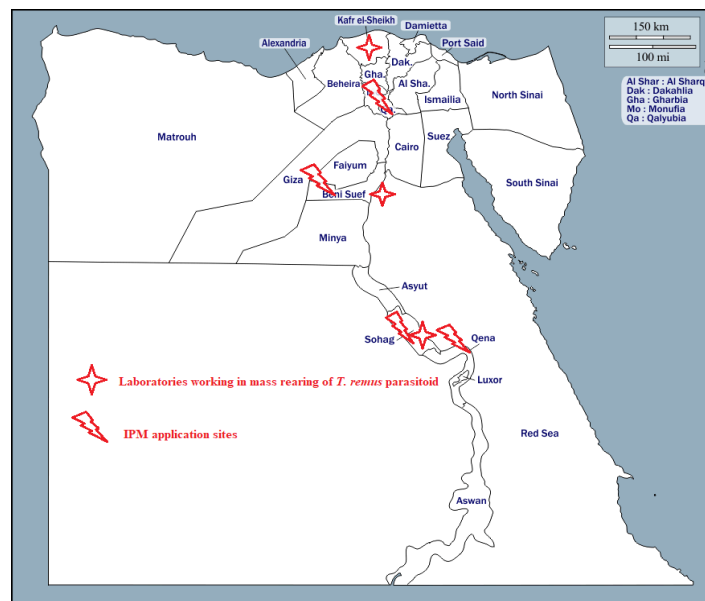 Kafr el-Sheikh
Damietta
Alexandria
Port Said
Dak.
Gha.
Beheira
Al Sha.
Ismailia
North Sinai
150 km
100 mi
Al Shar : Al Sharq
Dak : Dakahlia
Gha : Gharbia
Mo : Monufia
Qa : Qalyubia
Matrouh
Cairo
Suez
Faiyum
Giza
Beni Suef
South Sinai
Minya
Asyut
Sohag
Qena
Luxor
Laboratories working in mass rearing of T. remus parasitoid
IPM application sites
Red Sea
Aswan